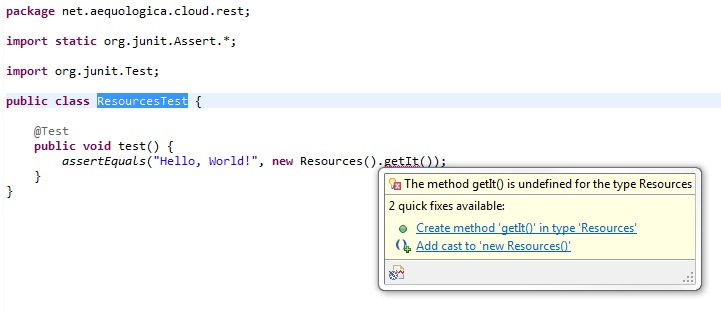 package net.aequologica.cloud.rest;
import static org.junit.Assert.*;
import org.junit.Test;
public class ResourcesTest {
@Test
public void test() {
assertEquals("Hello, World!", new Resources().getIt());
}
}
The method getIt() is undefined for the type Resources
2 quick fixes available:
Create method 'getIt()' in type 'Resources'
Add cast to 'new Resources()'